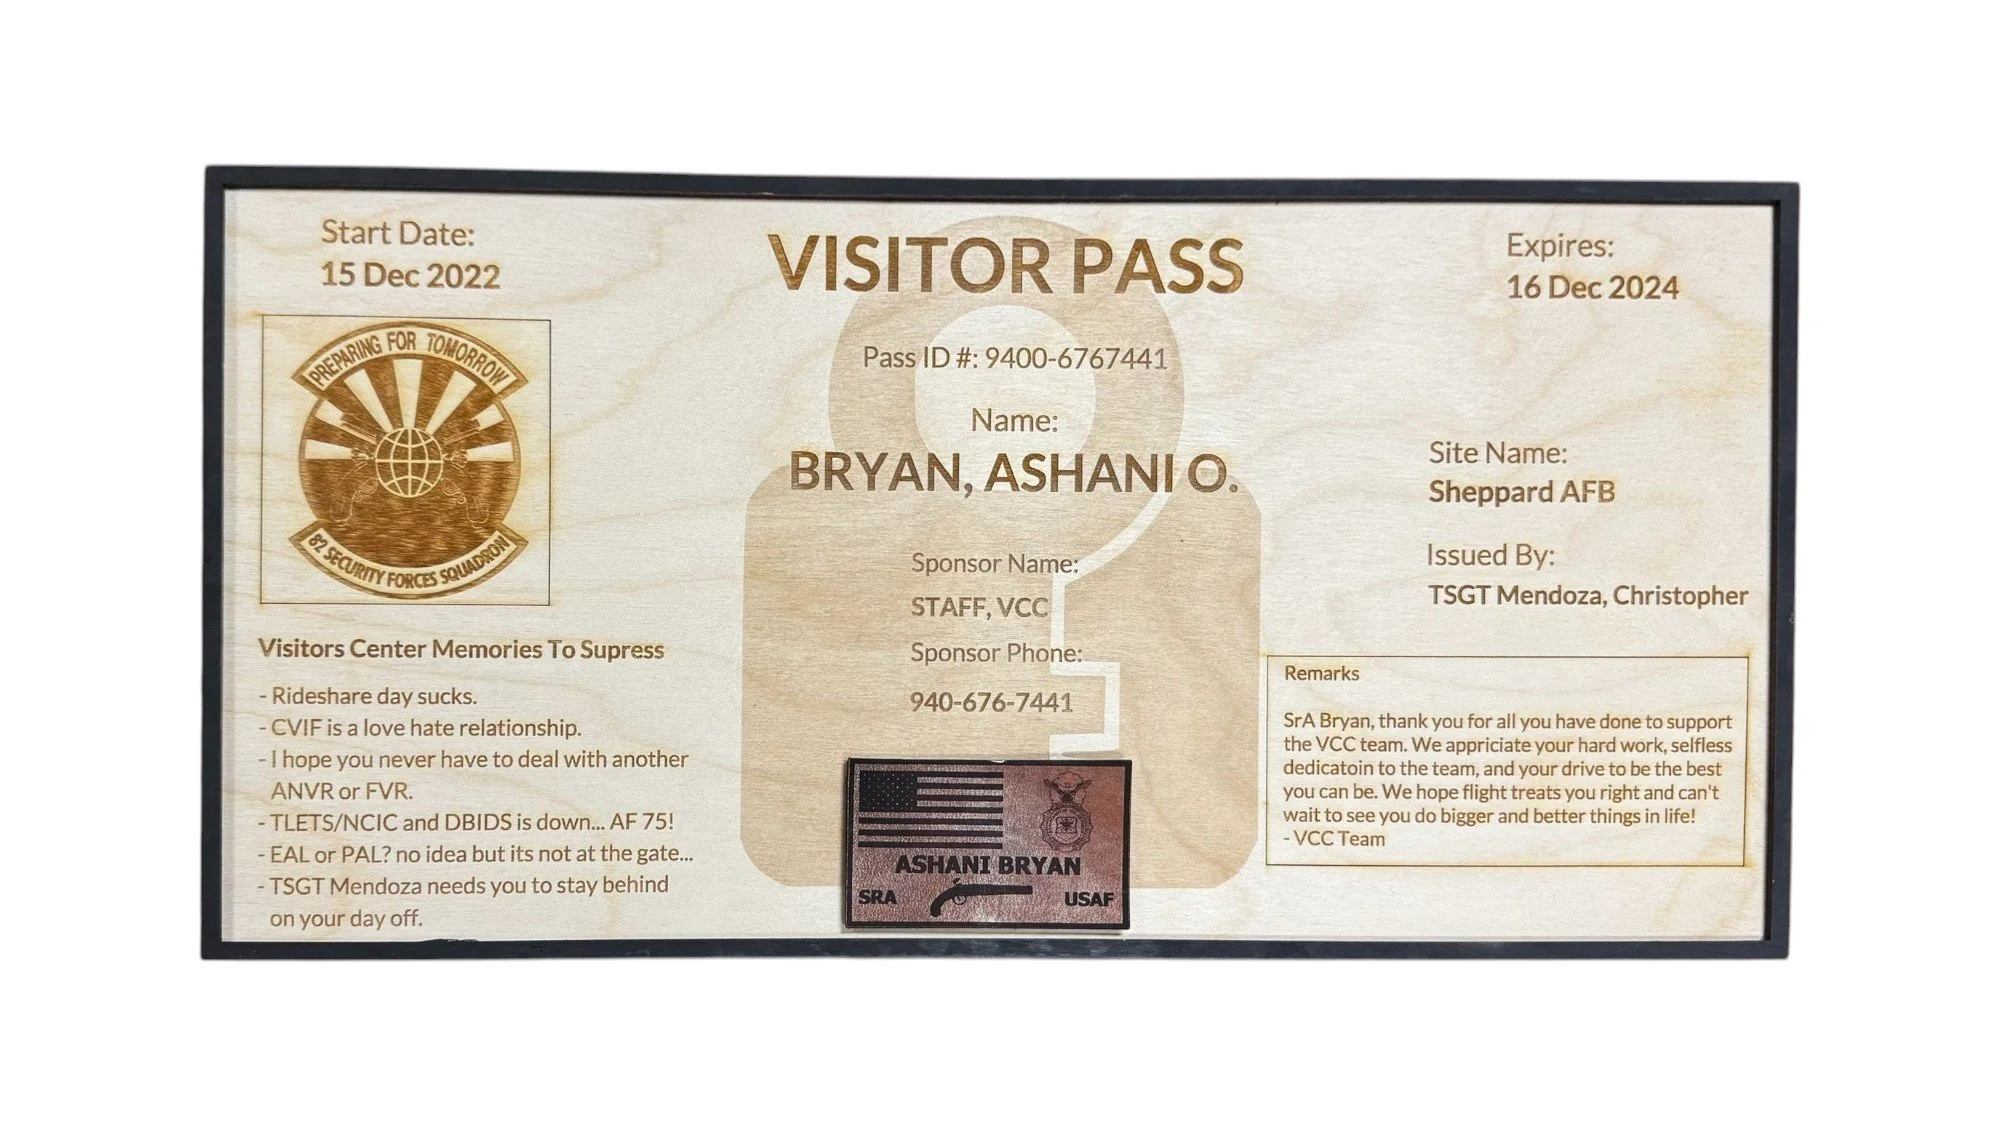 Start Date:
15 Dec 2022
VISITOR PASS
Expires:
16 Dec 2024
Pass ID #: 9400-6767441
Name:
BRYAN, ASHANI O.
PREPARING FOR TOMORROW
82 SECURITY FORCES SQUADRON
Site Name:
Sheppard AFB
Issued By:
TSGT Mendoza, Christopher
Sponsor Name:
STAFF, VCC
Sponsor Phone:
940-676-7441
Visitors Center Memories To Supress
- Rideshare day sucks.
- CVIF is a love hate relationship.
- I hope you never have to deal with another
ANVR or FVR.
- TLETS/NCIC and DBIDS is down... AF 75!
- EAL or PAL? no idea but its not at the gate...
- TSGT Mendoza needs you to stay behind
on your day off.
Remarks
SrA Bryan, thank you for all you have done to support
the VCC team. We appriciate your hard work, selfless
dedicatoin to the team, and your drive to be the best
you can be. We hope flight treats you right and can't
wait to see you do bigger and better things in life!
- VCC Team
ASHANI BRYAN
SRA
USAF